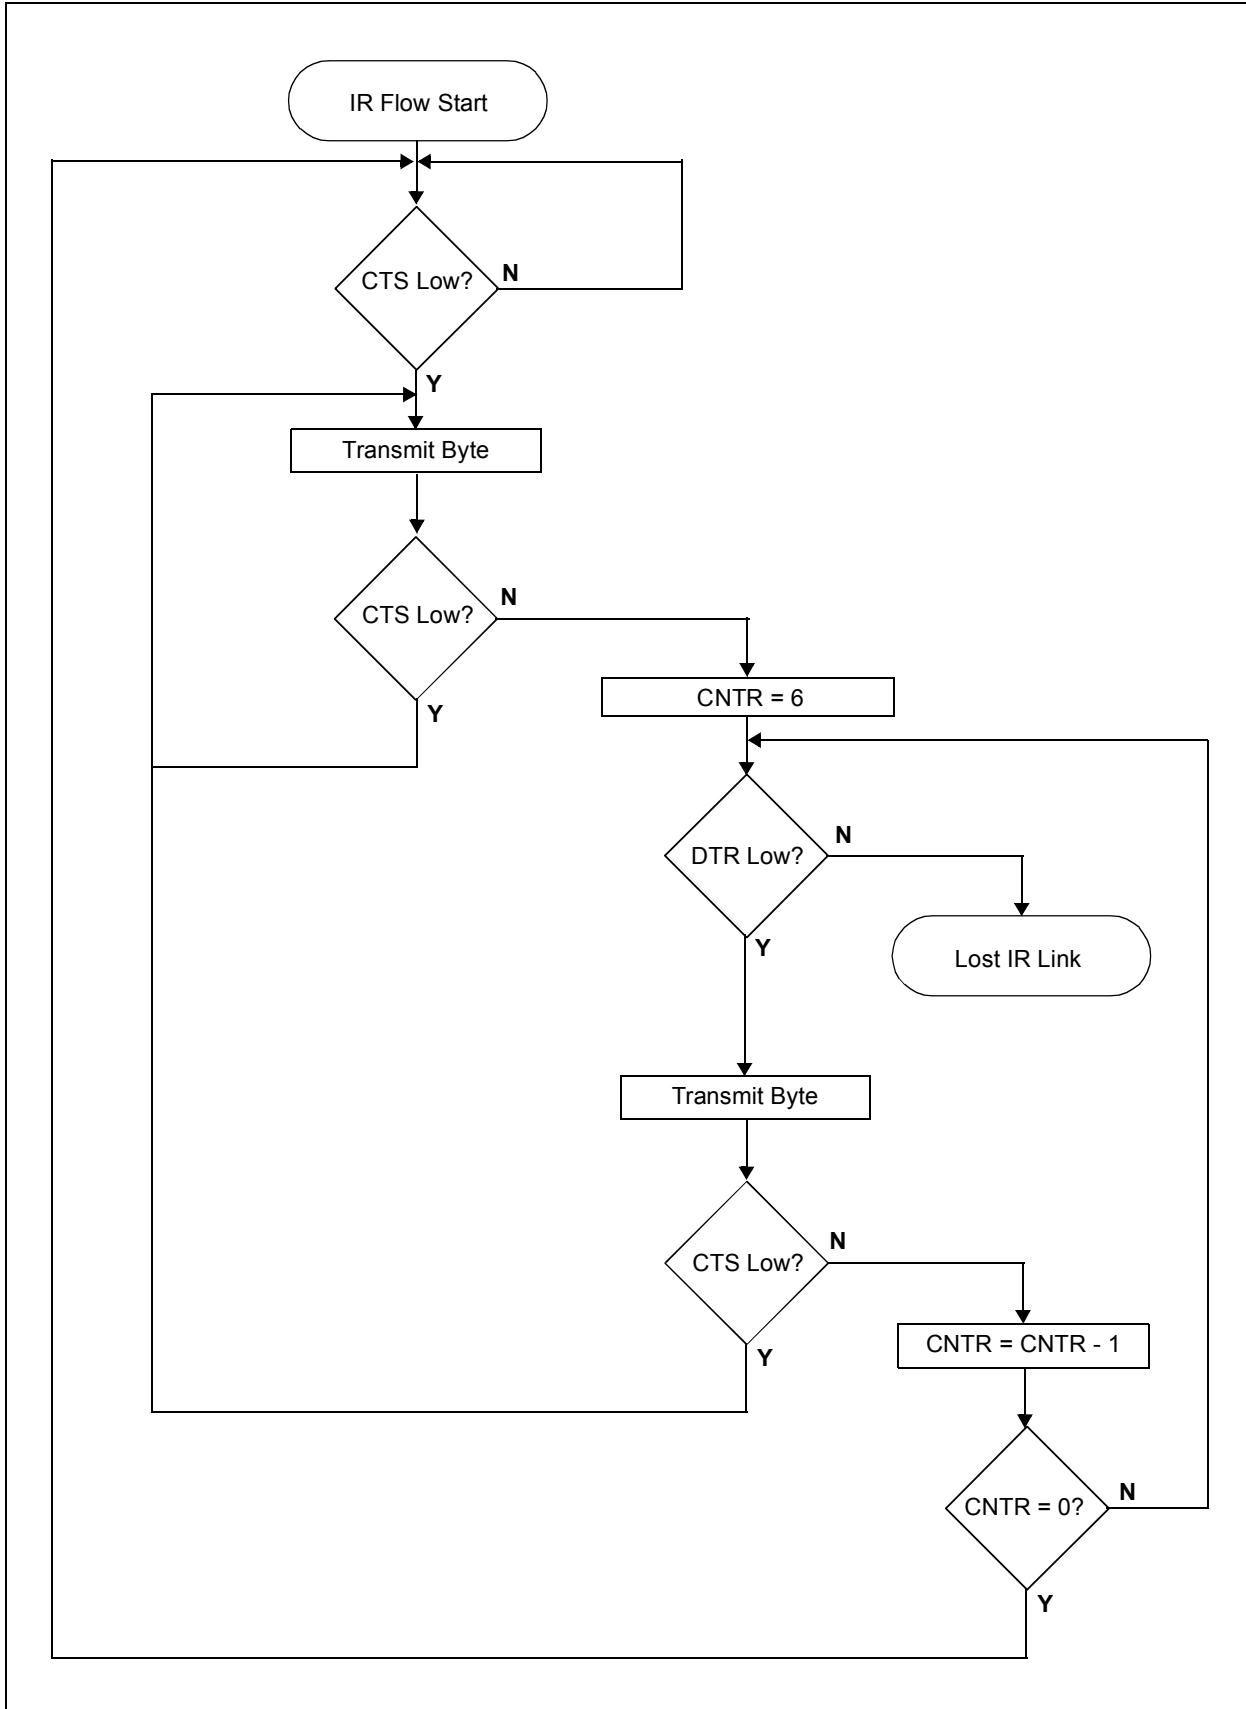 IR Flow Start
CTS Low?
N
Y
Transmit Byte
CTS Low?
N
Y
CNTR = 6
DTR Low?
N
Y
Lost IR Link
Transmit Byte
CTS Low?
N
Y
CNTR = CNTR - 1
CNTR = 0?
N
Y